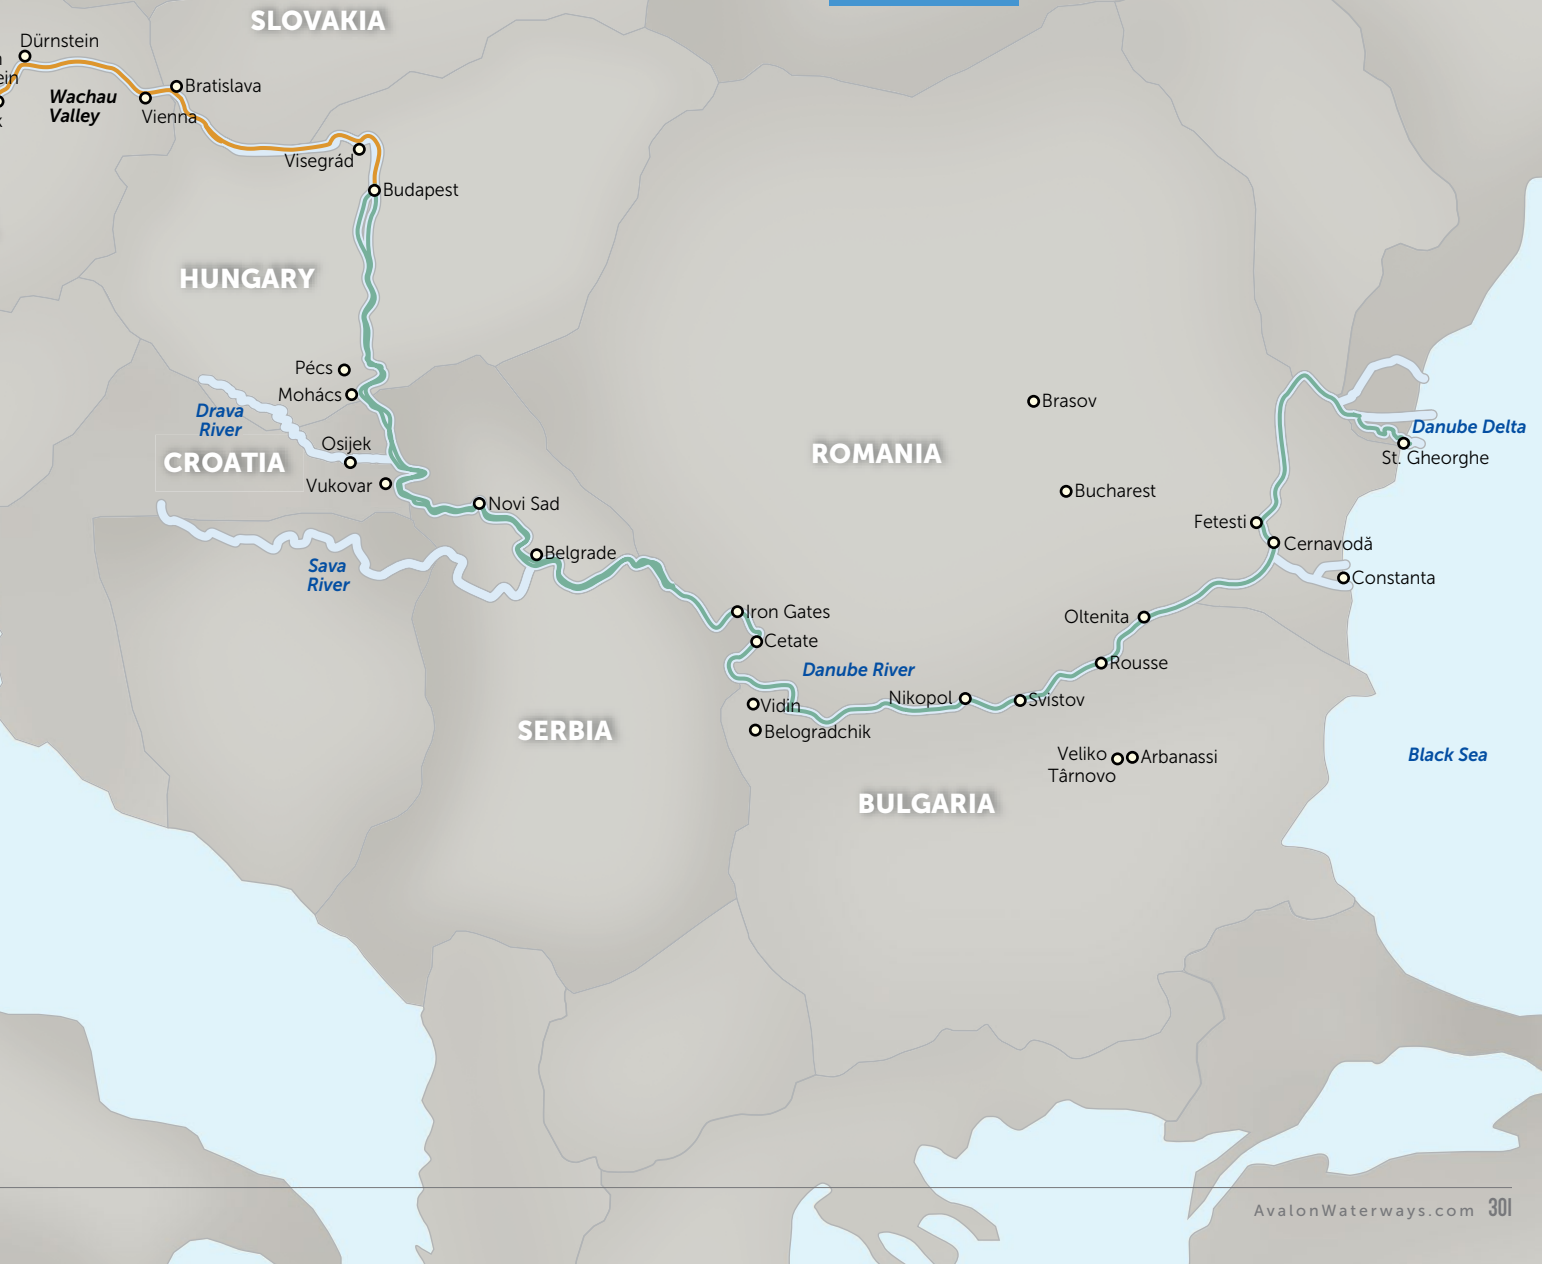 SLOVAKIA
Dürnstein
ein
Bratislava
Wachau
Valley
Vienna
Visegrád
Budapest
HUNGARY
Pécs
Mohács
Brasov
Drava
River
Danube Delta
Osijek
St. Gheorghe
CROATIA
ROMANIA
Vukovar
Bucharest
Novi Sad
Fetesti
Cernavodă
Belgrade
Sava
River
Constanta
Iron Gates
Oltenita
Cetate
Danube River
Rousse
Nikopol
Svistov
Vidin
SERBIA
Belogradchik
Veliko
Târnovo
Arbanassi
Black Sea
BULGARIA
AvalonWaterways.com 301